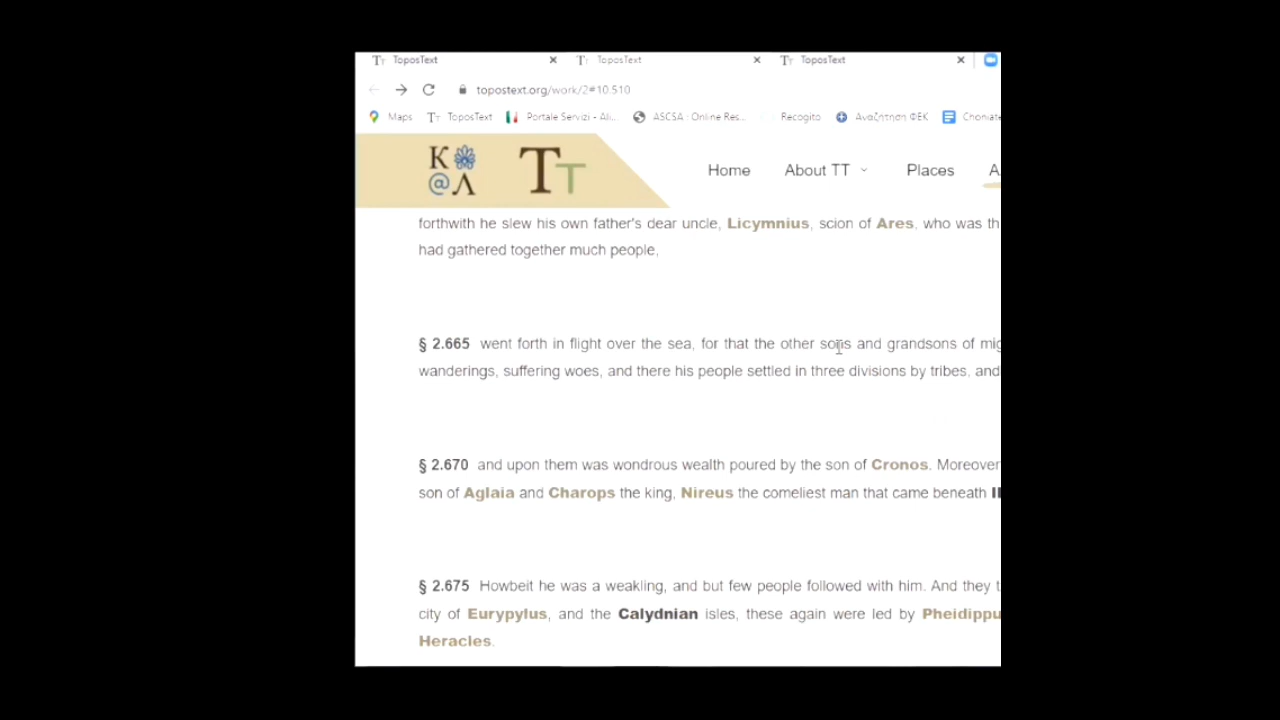 ToposText ToposText ToposText
topostext.org/work/2#10.510
Maps ToposText Portale Servizi - Ali... ASCSA : Online Res... Recogito Αναζήτηση ΦΕΚ Choniate
Κ @ Λ TT Home About TT Places A
forthwith he slew his own father's dear uncle, Licymnius, scion of Ares, who was th
had gathered together much people,
§ 2.665 went forth in flight over the sea, for that the other sons and grandsons of mig
wanderings, suffering woes, and there his people settled in three divisions by tribes, and
§ 2.670 and upon them was wondrous wealth poured by the son of Cronos. Moreover
son of Aglaia and Charops the king, Nireus the comeliest man that came beneath Il
§ 2.675 Howbeit he was a weakling, and but few people followed with him. And they t
city of Eurypylus, and the Calydnian isles, these again were led by Pheidippu
Heracles.